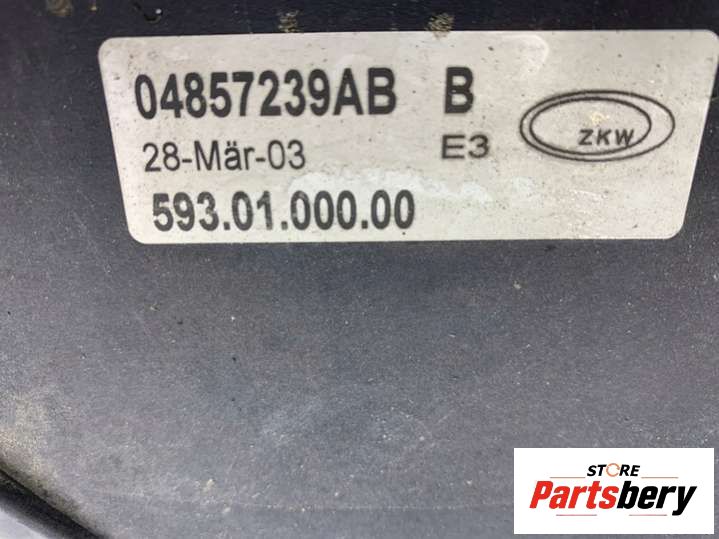 04857239AB B
28-Mär-03 E3
ZKW
593.01.000.00
STORE
Partsbery